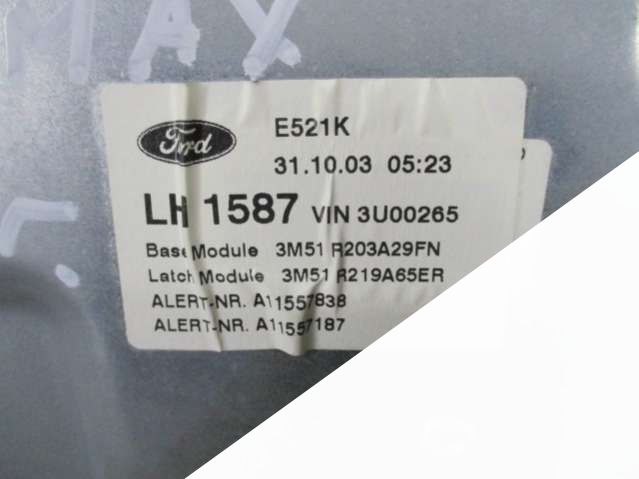 MAX
Ford
E521K
31.10.03 05:23
LH 1587 VIN 3U00265
Base Module 3M51 R203A29FN
Latch Module 3M51 R219A65ER
ALERT-NR. A11557838
ALERT-NR. A11557187